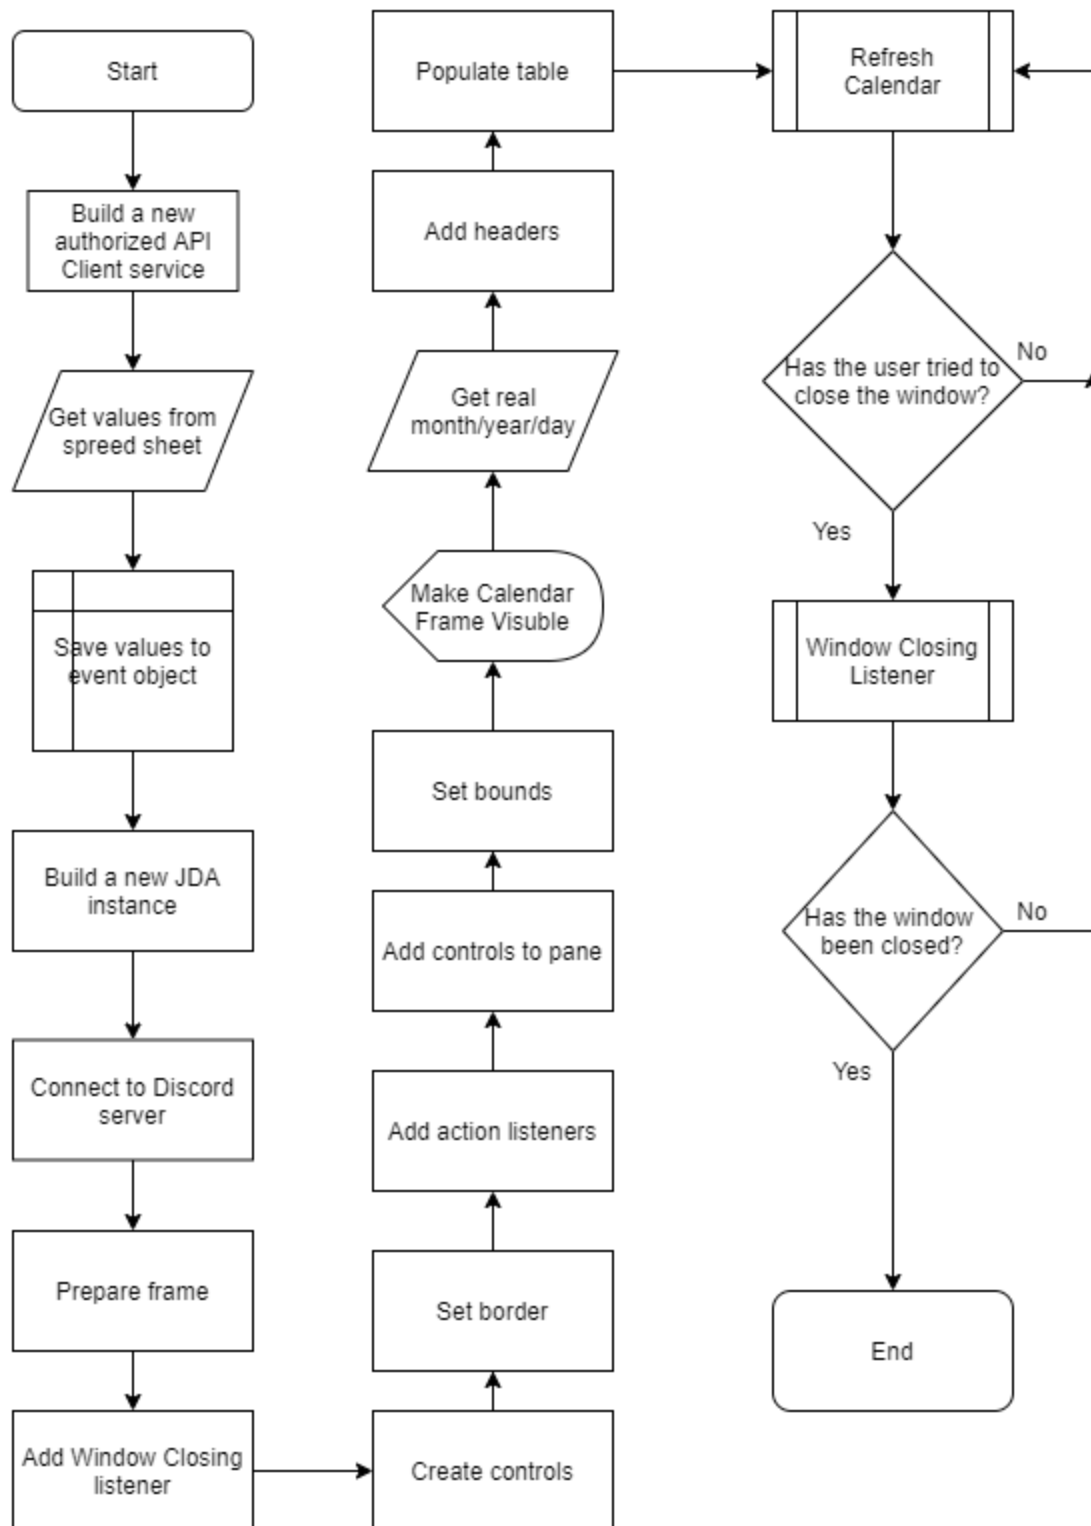 Start
Build a new
authorized API
Client service
Get values from
spreed sheet
Save values to
event object
Build a new JDA
instance
Connect to Discord
server
Prepare frame
Add Window Closing
listener
Create controls
Set border
Add action listeners
Add controls to pane
Set bounds
Make Calendar
Frame Visuble
Get real
month/year/day
Add headers
Populate table
Refresh
Calendar
Has the user tried to
close the window?
No
Yes
Window Closing
Listener
Has the window
been closed?
No
Yes
End